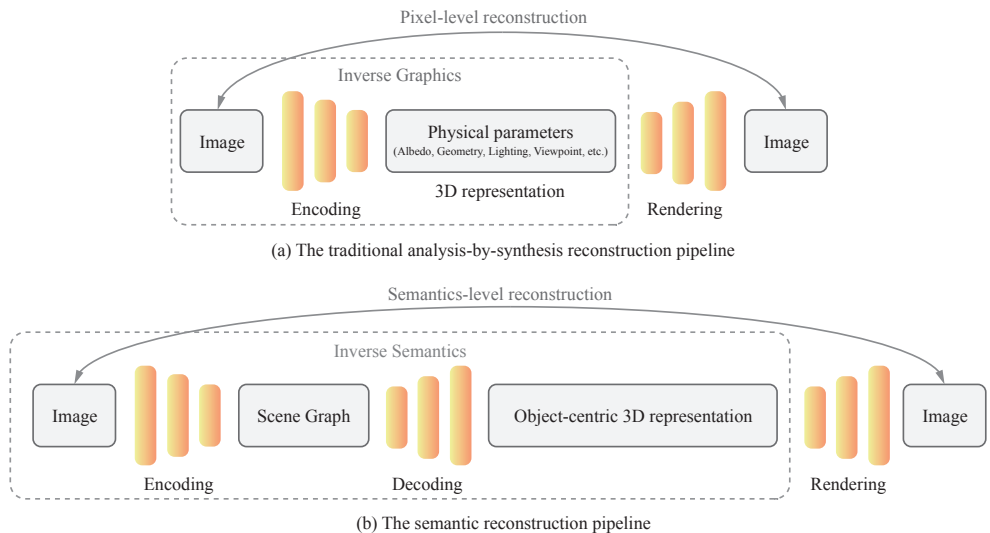 Pixel-level reconstruction
Inverse Graphics
Image
Physical parameters
(Albedo, Geometry, Lighting, Viewpoint, etc.)
Image
3D representation
Encoding
Rendering
(a) The traditional analysis-by-synthesis reconstruction pipeline
Semantics-level reconstruction
Inverse Semantics
Image
Scene Graph
Object-centric 3D representation
Image
Encoding
Decoding
Rendering
(b) The semantic reconstruction pipeline